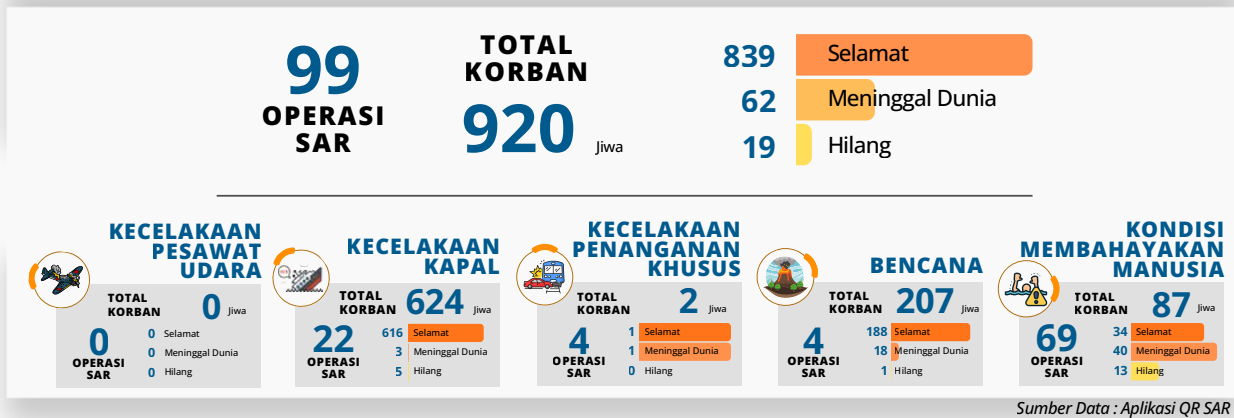 99
OPERASI
SAR
TOTAL
KORBAN
920 Jiwa
839 Selamat
62 Meninggal Dunia
19 Hilang
KECELAKAAN
PESAWAT
UDARA
TOTAL
KORBAN
0 Jiwa
0
OPERASI
SAR
0 Selamat
0 Meninggal Dunia
0 Hilang
KECELAKAAN
KAPAL
TOTAL
KORBAN
624 Jiwa
22
OPERASI
SAR
616 Selamat
3 Meninggal Dunia
5 Hilang
KECELAKAAN
PENANGANAN
KHUSUS
TOTAL
KORBAN
2 Jiwa
4
OPERASI
SAR
1 Selamat
1 Meninggal Dunia
0 Hilang
BENCANA
TOTAL
KORBAN
207 Jiwa
4
OPERASI
SAR
188 Selamat
18 Meninggal Dunia
1 Hilang
KONDISI
MEMBAHAYAKAN
MANUSIA
TOTAL
KORBAN
87 Jiwa
69
OPERASI
SAR
34 Selamat
40 Meninggal Dunia
13 Hilang
Sumber Data : Aplikasi QR SAR